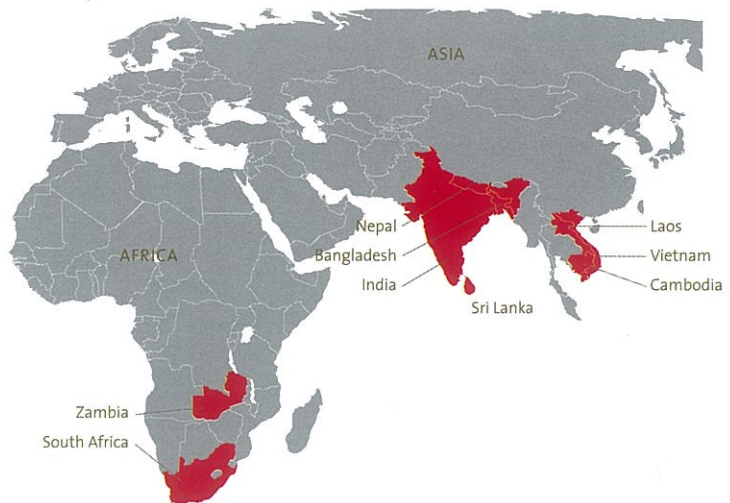 ASIA
AFRICA
Nepal
Bangladesh
India
Sri Lanka
Laos
Vietnam
Cambodia
Zambia
South Africa